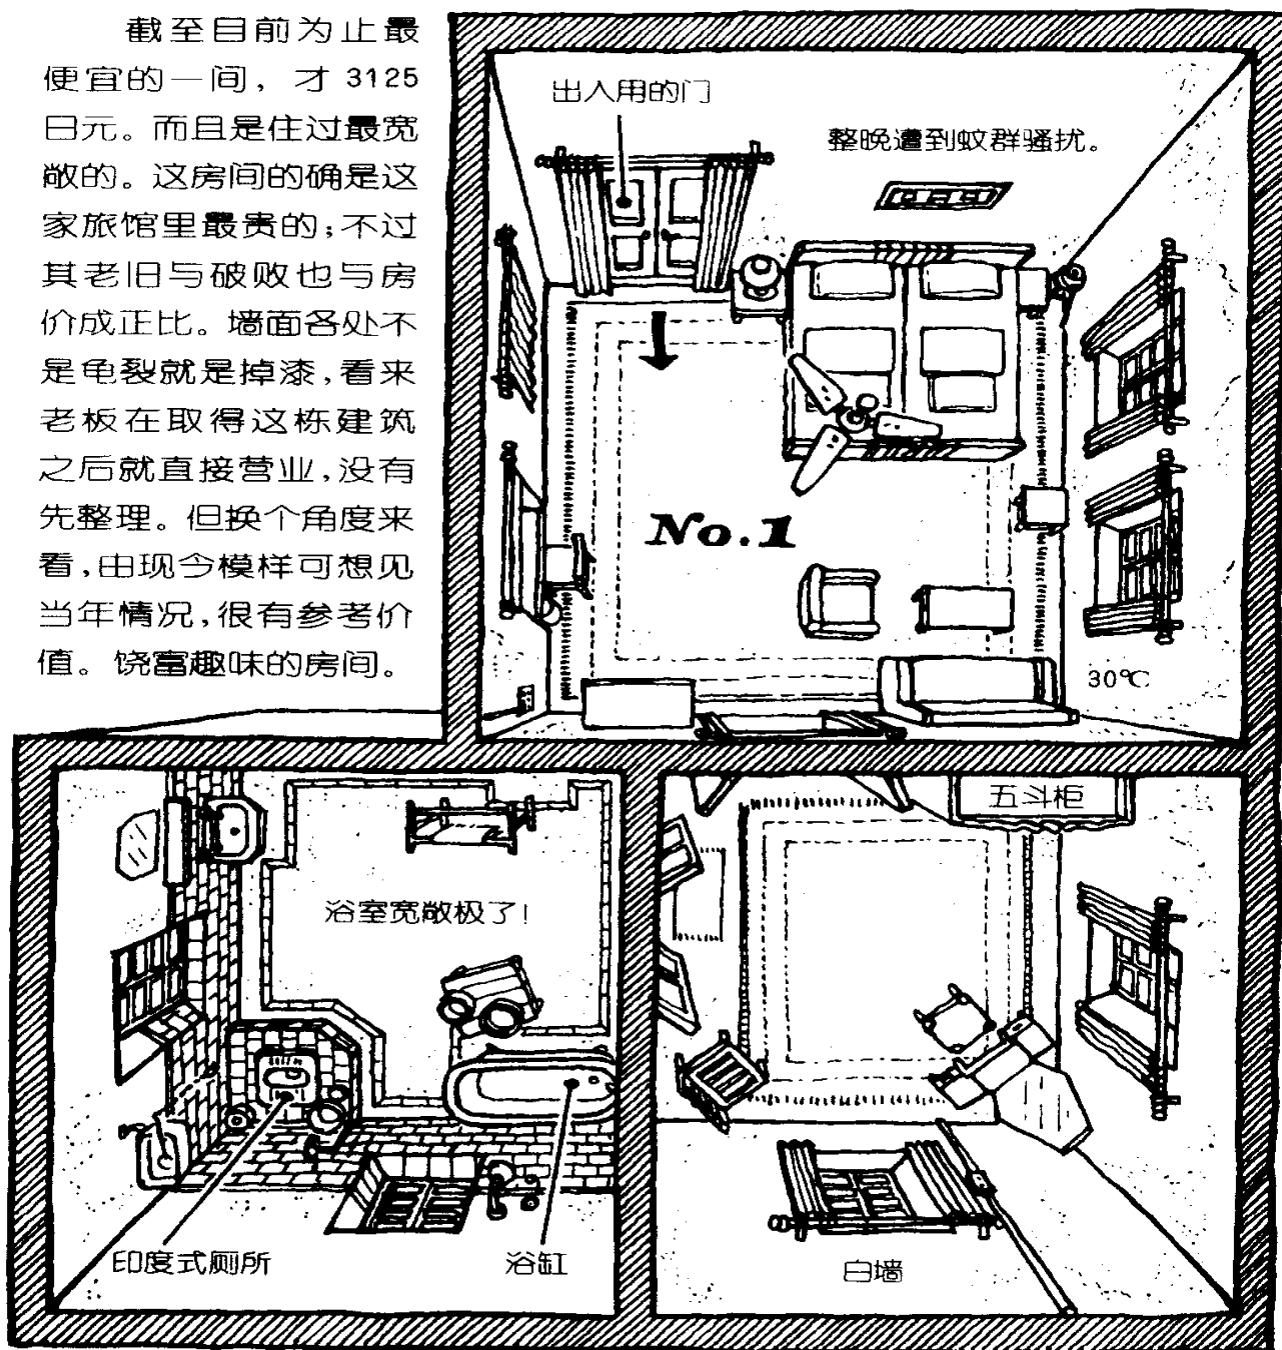 截至目前为止最
便宜的一间，才3125
日元。而且是住过最宽
敞的。这房间的确是这
家旅馆里最贵的；不过
其老旧与破败也与房
价成正比。墙面各处不
是龟裂就是掉漆，看来
老板在取得这栋建筑
之后就直接营业，没有
先整理。但换个角度来
看，由现今模样可想见
当年情况，很有参考价
值。饶富趣味的房间。
出入用的门
整晚遭到蚊群骚扰。
No.1
30℃
五斗柜
浴室宽敞极了！
印度式厕所
浴缸
白墙